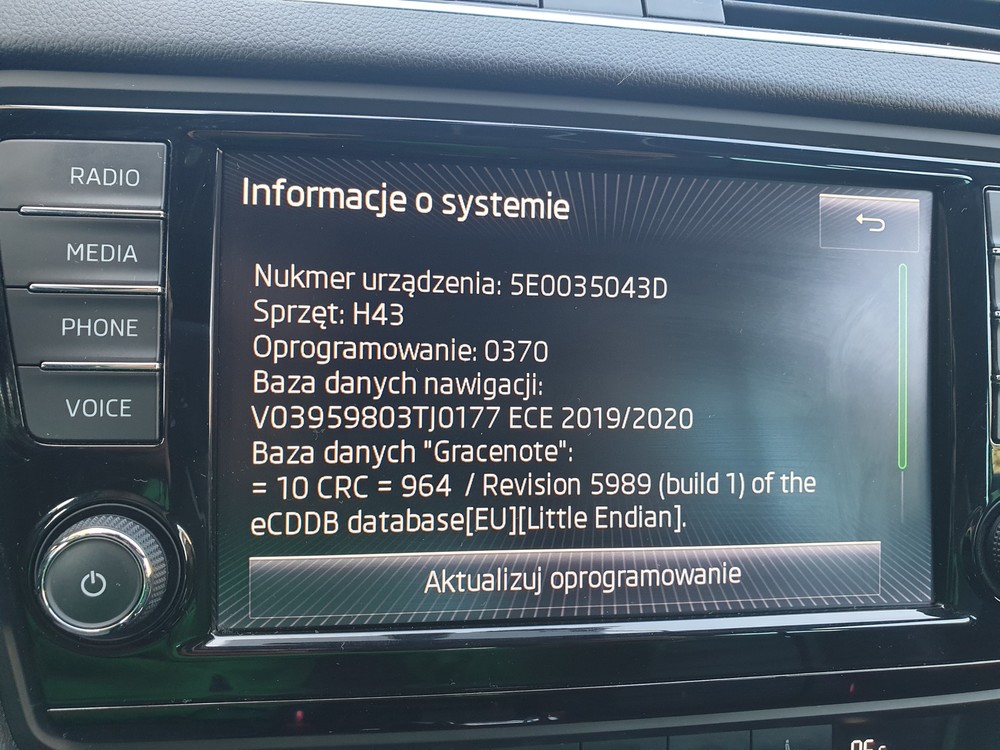 RADIO
MEDIA
PHONE
VOICE
Informacje o systemie
Nukmer urządzenia: 5E0035043D
Sprzęt: H43
Oprogramowanie: 0370
Baza danych nawigacji:
V03959803TJ0177 ECE 2019/2020
Baza danych "Gracenote":
= 10 CRC = 964 / Revision 5989 (build 1) of the
eCDDB database[EU][Little Endian].
Aktualizuj oprogramowanie